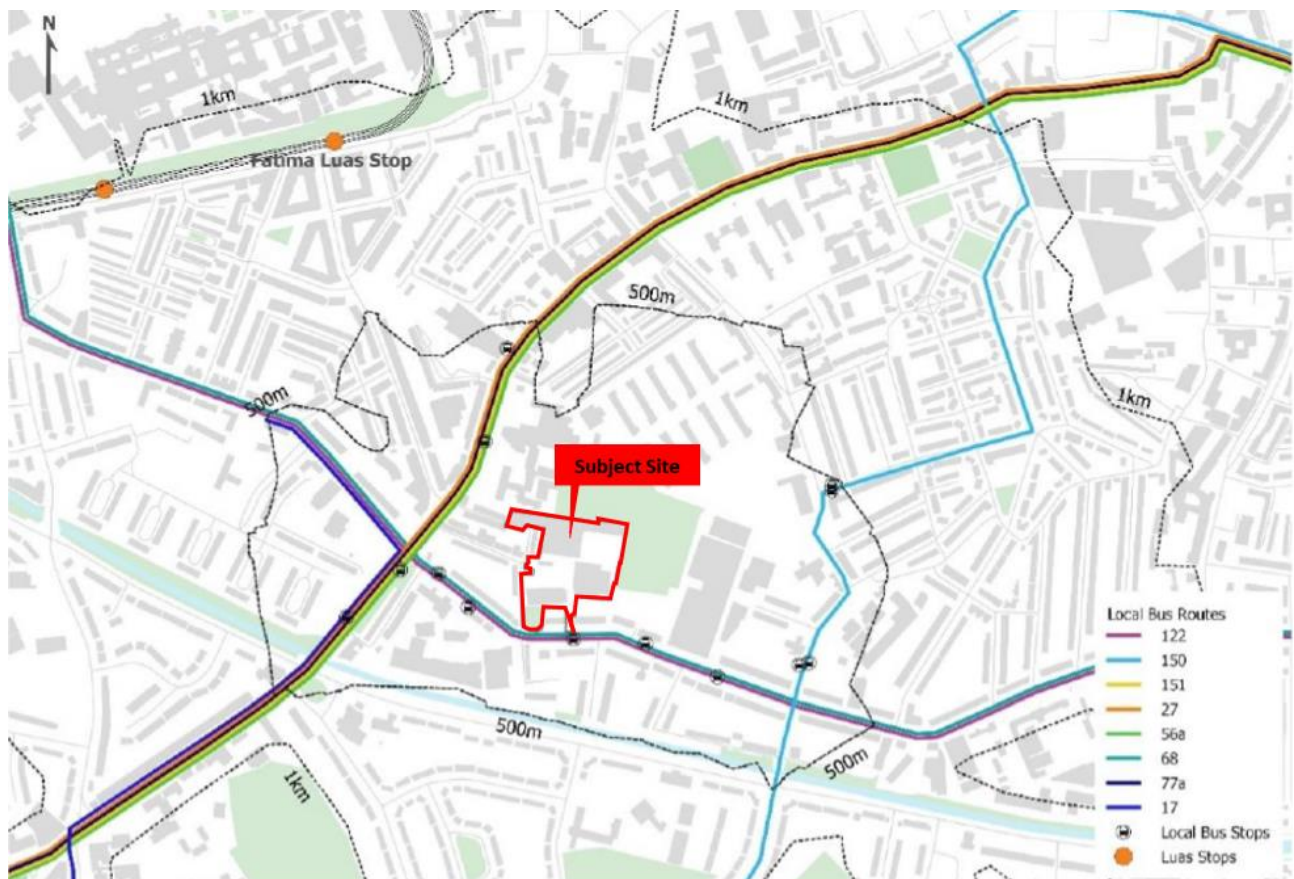 N
1km
1km
Fatima Luas Stop
500m
500m
1km
Subject Site
500m
500m
1km
Local Bus Routes
122
150
151
27
56a
68
77a
17
Local Bus Stops
Luas Stops